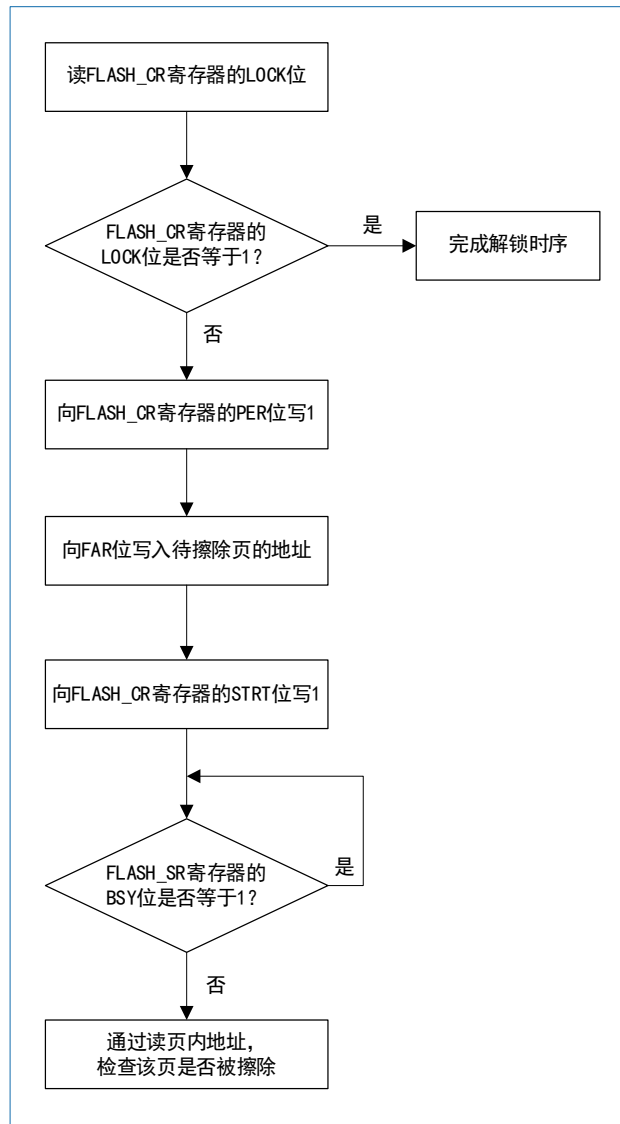 读FLASH_CR寄存器的LOCK位
FLASH_CR寄存器的
LOCK位是否等于1?
是
完成解锁时序
否
向FLASH_CR寄存器的PER位写1
向FAR位写入待擦除页的地址
向FLASH_CR寄存器的STRT位写1
FLASH_SR寄存器的
BSY位是否等于1?
是
否
通过读页内地址，
检查该页是否被擦除